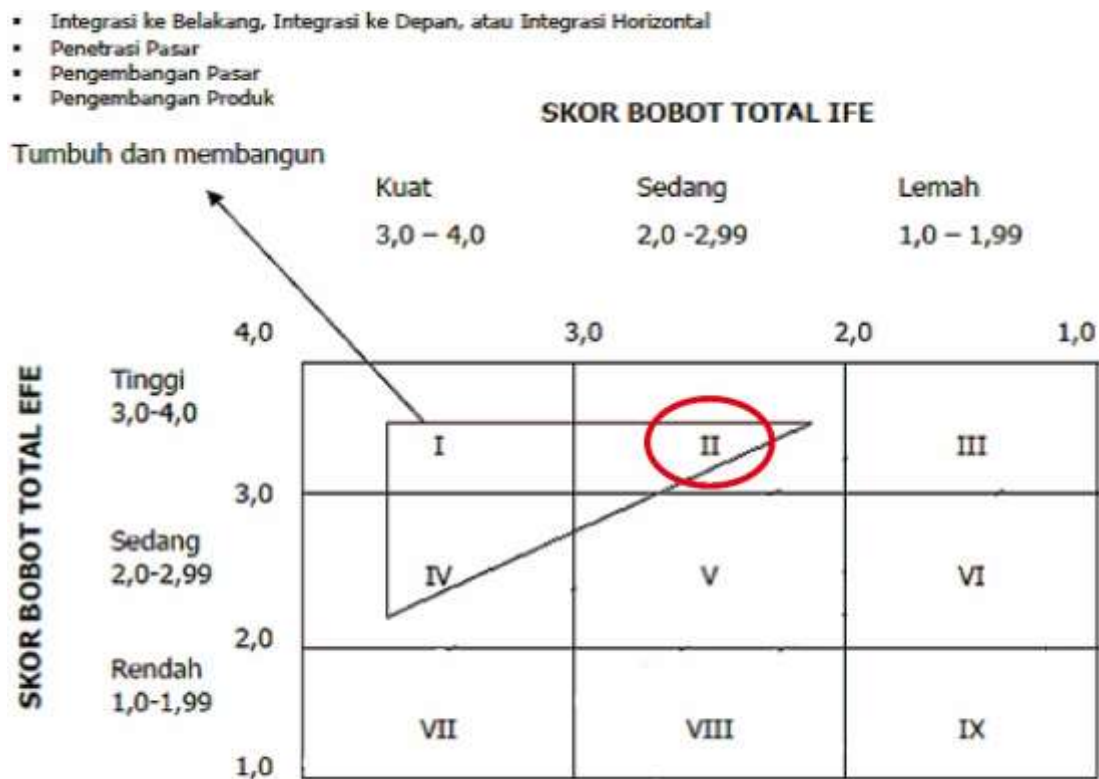 ▪ Integrasi ke Belakang, Integrasi ke Depan, atau Integrasi Horizontal
▪ Penetrasi Pasar
▪ Pengembangan Pasar
▪ Pengembangan Produk
SKOR BOBOT TOTAL IFE
Tumbuh dan membangun
Kuat Sedang Lemah
3,0 – 4,0 2,0 -2,99 1,0 – 1,99
4,0 3,0 2,0 1,0
SKOR BOBOT TOTAL EFE
Tinggi
3,0-4,0
I II III
3,0
Sedang
2,0-2,99
IV V VI
2,0
Rendah
1,0-1,99
VII VIII IX
1,0